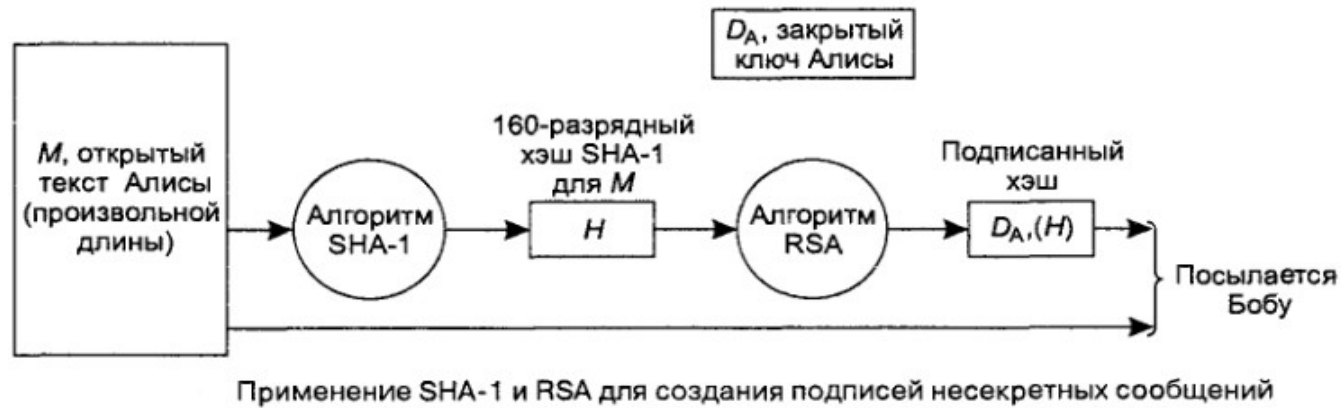 D_A, закрытый
ключ Алисы
M, открытый
текст Алисы
(произвольной
длины)
Алгоритм
SHA-1
160-разрядный
хэш SHA-1
для M
H
Алгоритм
RSA
Подписанный
хэш
D_A,(H)
Посылается
Бобу
Применение SHA-1 и RSA для создания подписей несекретных сообщений